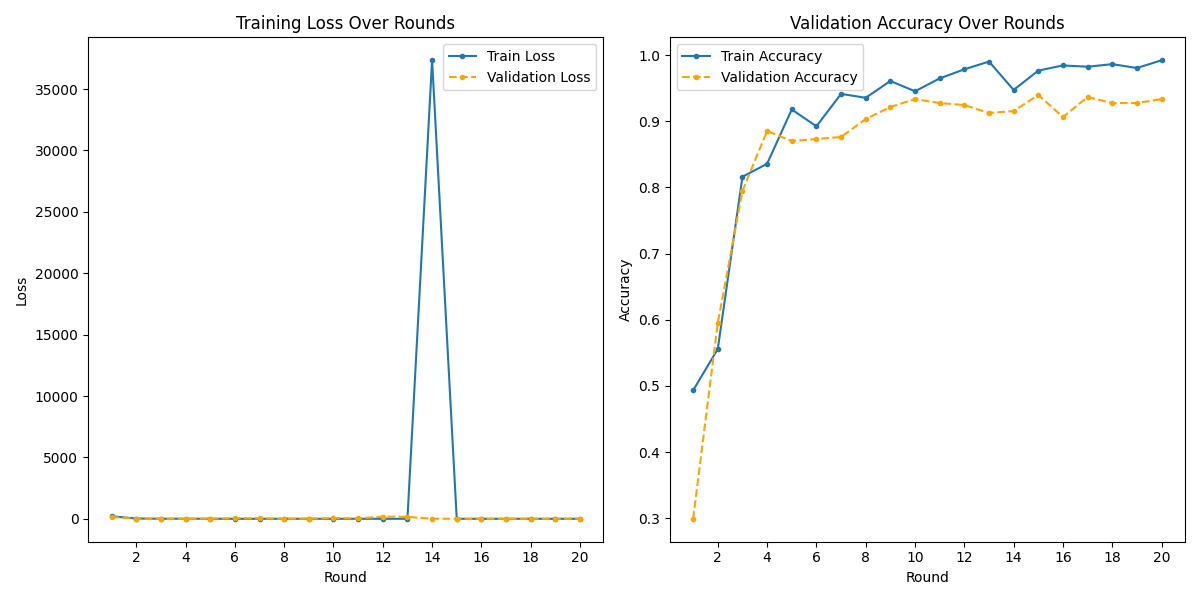 Training Loss Over Rounds
Train Loss
Validation Loss
35000
30000
25000
20000
15000
10000
5000
0
Loss
2 4 6 8 10 12 14 16 18 20
Round
Validation Accuracy Over Rounds
Train Accuracy
Validation Accuracy
1.0
0.9
0.8
0.7
0.6
0.5
0.4
0.3
Accuracy
2 4 6 8 10 12 14 16 18 20
Round